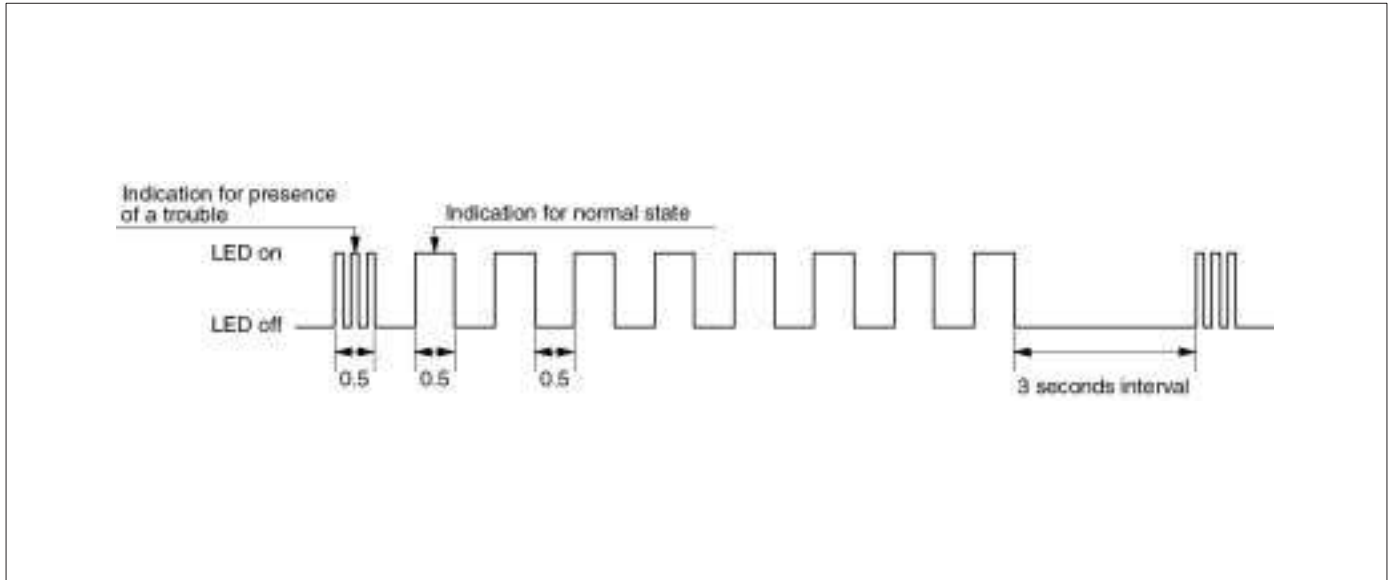 Indication for presence
of a trouble
Indication for normal state
LED on
LED off
0.5
0.5
0.5
3 seconds interval